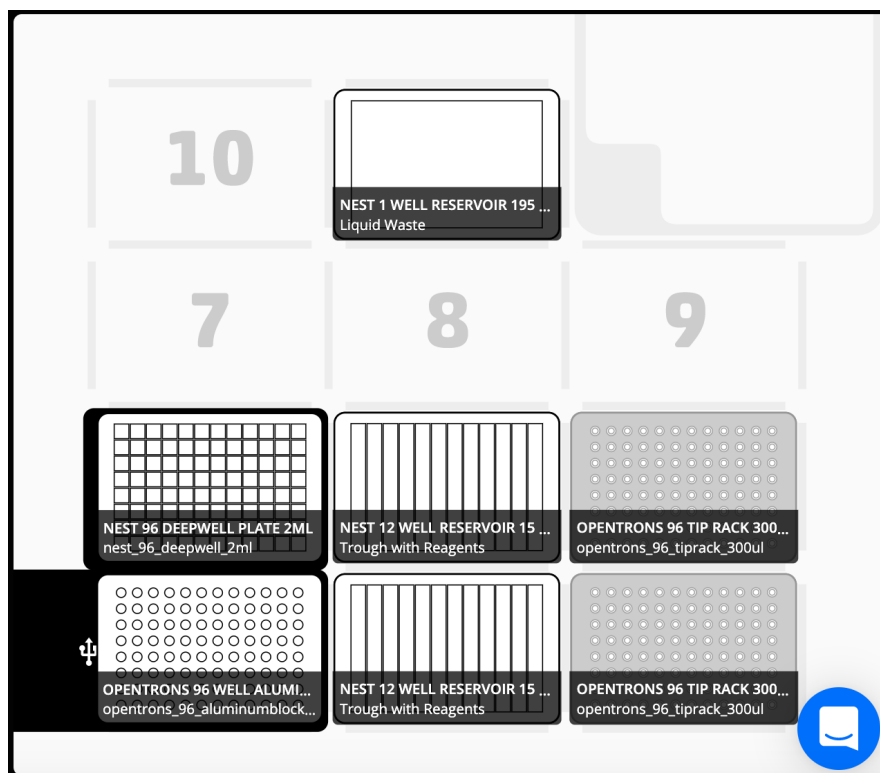 10
NEST 1 WELL RESERVOIR 195 ...
Liquid Waste
7
8
9
NEST 96 DEEPWELL PLATE 2ML
nest_96_deepwell_2ml
NEST 12 WELL RESERVOIR 15 ...
Trough with Reagents
OPENTRONS 96 TIP RACK 300...
opentrons_96_tiprack_300ul
OPENTRONS 96 WELL ALUMI...
opentrons_96_aluminumblock...
NEST 12 WELL RESERVOIR 15 ...
Trough with Reagents
OPENTRONS 96 TIP RACK 300...
opentrons_96_tiprack_300ul